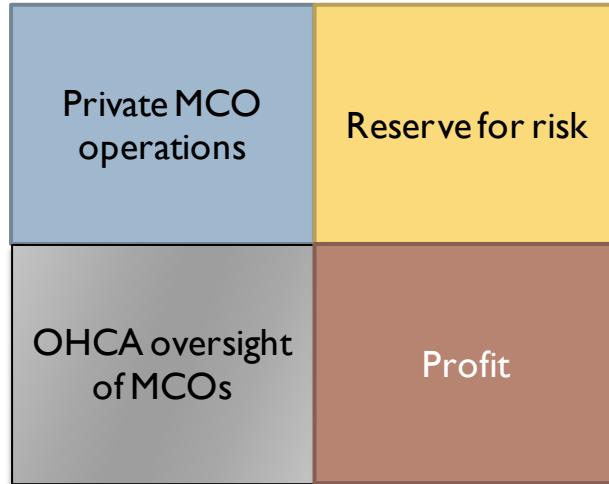 Private MCO
operations
Reserve for risk
OHCA oversight
of MCOs
Profit